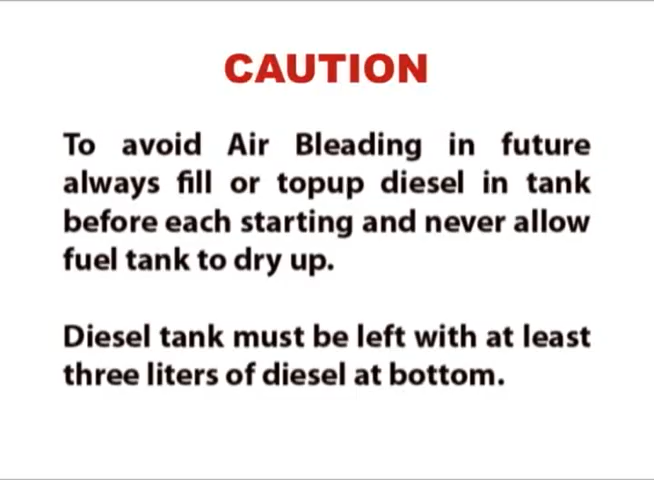 CAUTION
To avoid Air Bleading in future
always fill or topup diesel in tank
before each starting and never allow
fuel tank to dry up.
Diesel tank must be left with at least
three liters of diesel at bottom.